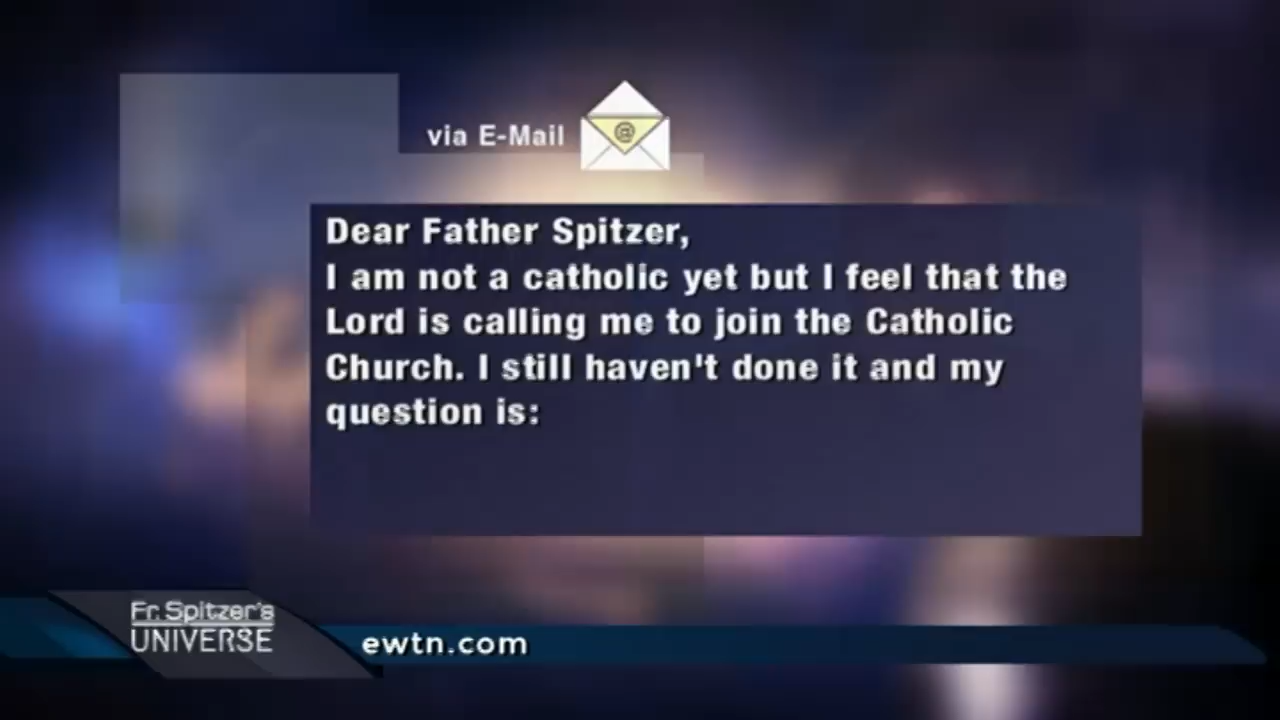 via E-Mail
@
Dear Father Spitzer,
I am not a catholic yet but I feel that the
Lord is calling me to join the Catholic
Church. I still haven't done it and my
question is:
Fr. Spitzer's
UNIVERSE
ewtn.com